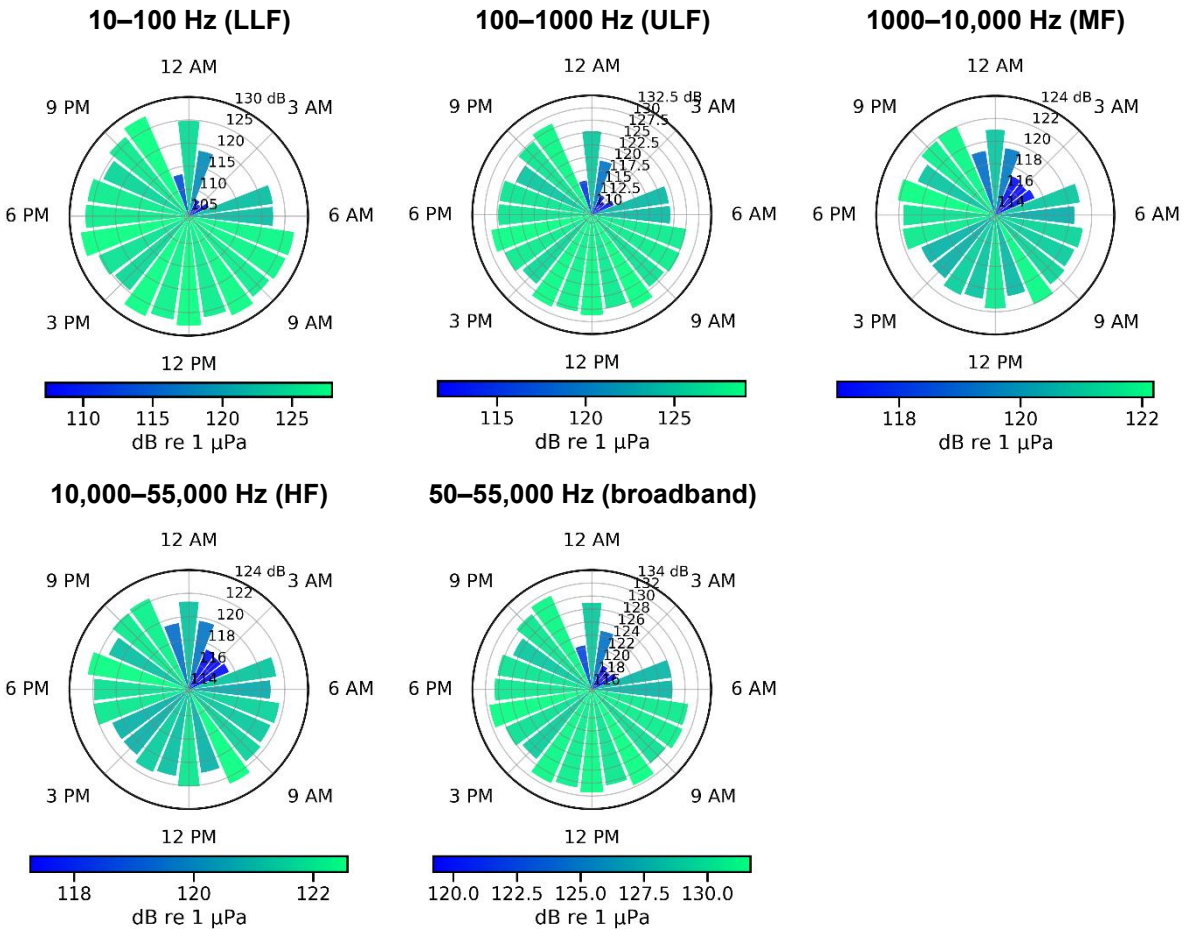 10–100 Hz (LLF)
12 AM
9 PM
130 dB
3 AM
125
120
115
110
105
6 PM
6 AM
3 PM
9 AM
12 PM
110 115 120 125
dB re 1 µPa
100–1000 Hz (ULF)
12 AM
9 PM
132.5 dB
3 AM
130
127.5
125
122.5
120
117.5
115
112.5
110
6 PM
6 AM
3 PM
9 AM
12 PM
115 120 125
dB re 1 µPa
1000–10,000 Hz (MF)
12 AM
9 PM
124 dB
3 AM
122
120
118
116
114
6 PM
6 AM
3 PM
9 AM
12 PM
118 120 122
dB re 1 µPa
10,000–55,000 Hz (HF)
12 AM
9 PM
124 dB
3 AM
122
120
118
116
114
6 PM
6 AM
3 PM
9 AM
12 PM
118 120 122
dB re 1 µPa
50–55,000 Hz (broadband)
12 AM
9 PM
134 dB
3 AM
132
130
128
126
124
122
120
118
116
6 PM
6 AM
3 PM
9 AM
12 PM
120.0 122.5 125.0 127.5 130.0
dB re 1 µPa